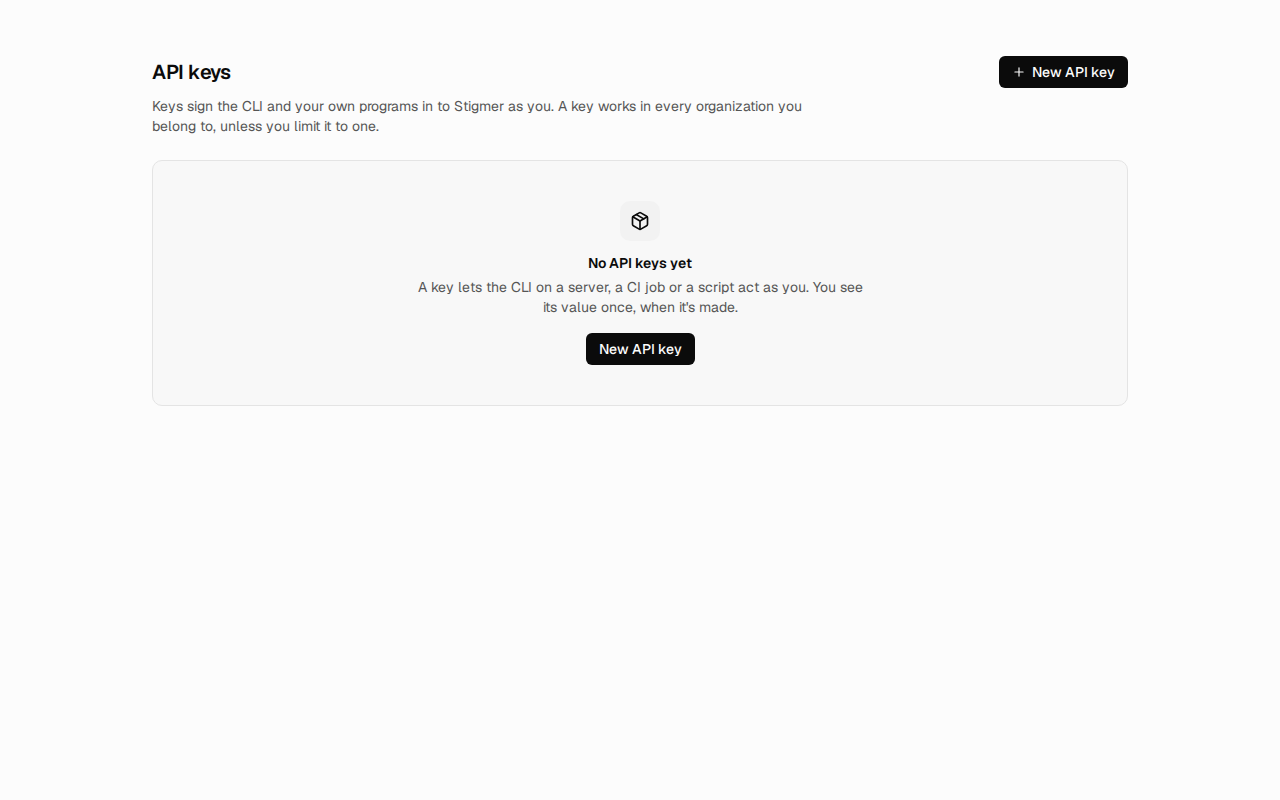 API keys
New API key
Keys sign the CLI and your own programs in to Stigmer as you. A key works in every organization you
belong to, unless you limit it to one.
No API keys yet
A key lets the CLI on a server, a CI job or a script act as you. You see
its value once, when it's made.
New API key